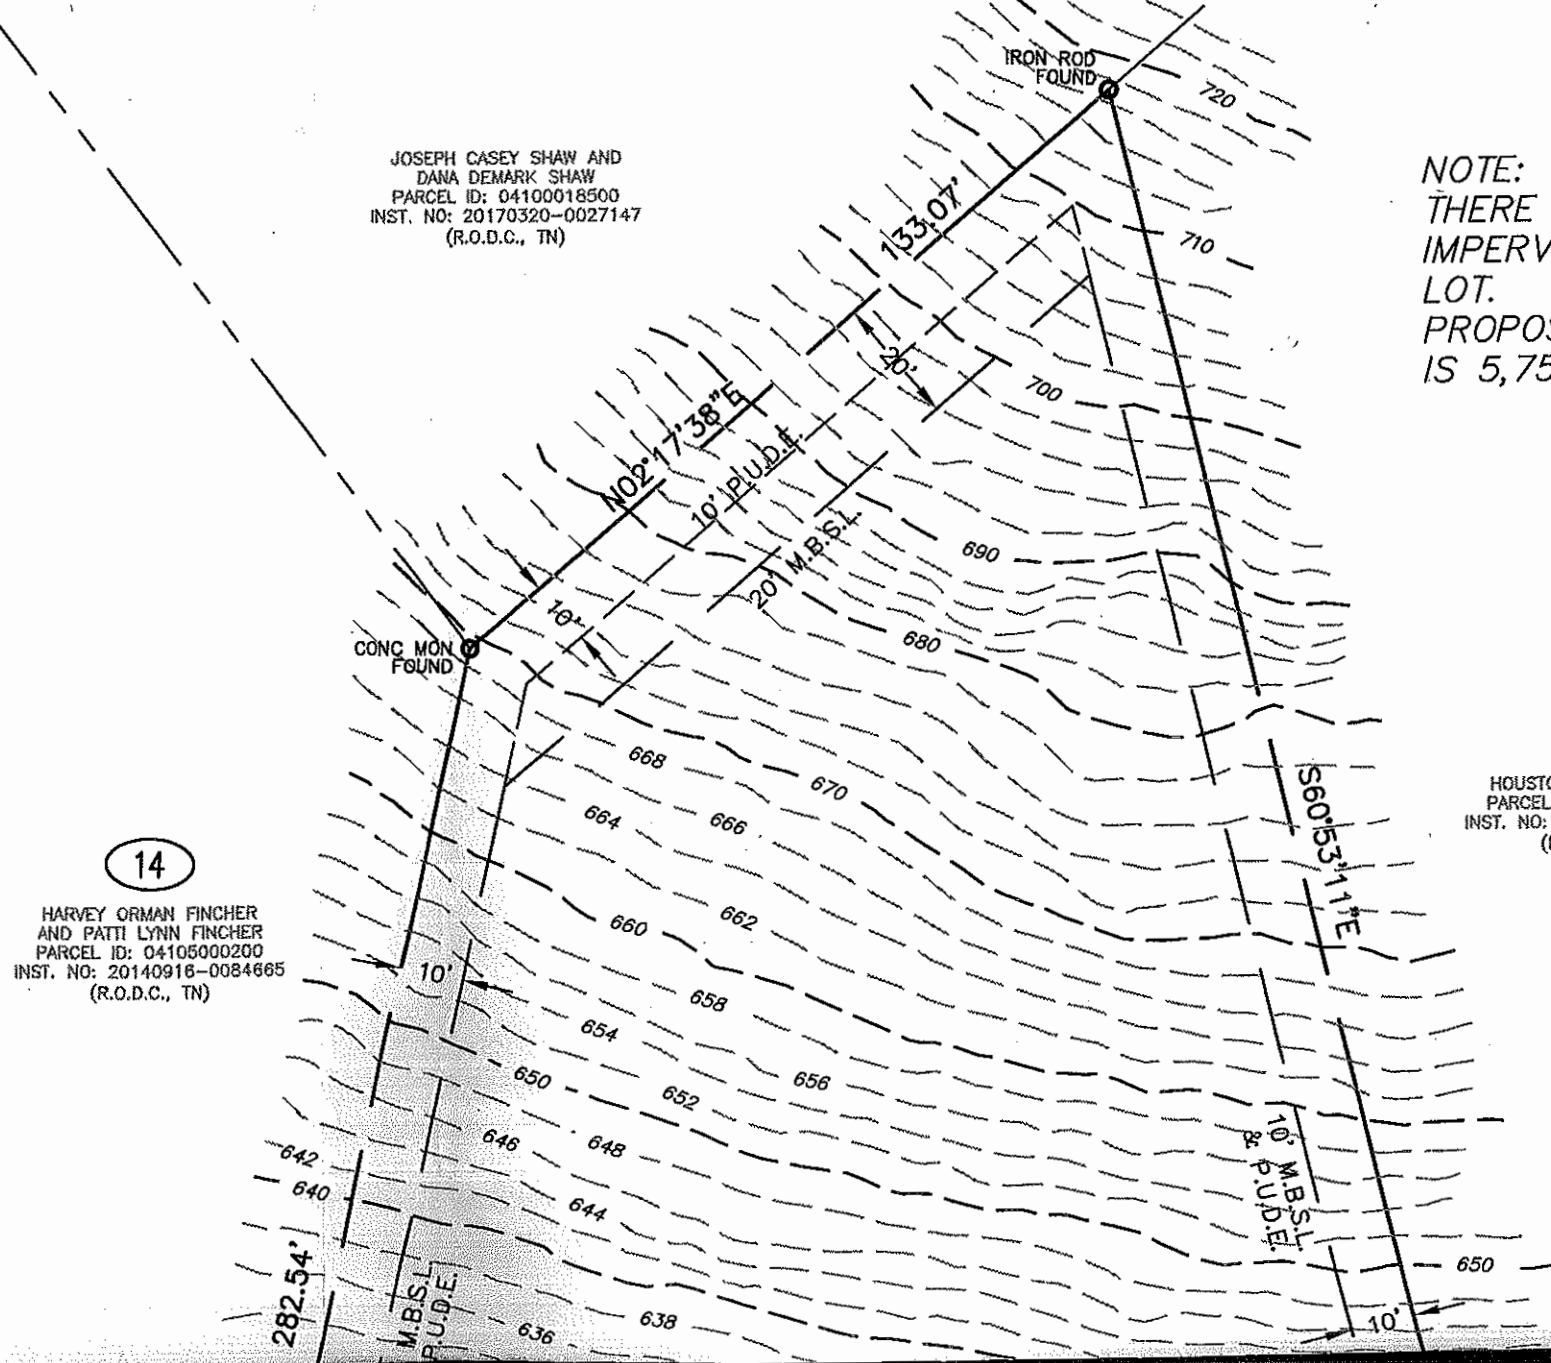 IRON ROD
FOUND
720
JOSEPH CASEY SHAW AND
DANA DEMARK SHAW
PARCEL ID: 04100018500
INST. NO: 20170320-0027147
(R.O.D.C., TN)
NOTE:
THERE
LOT.
IS 5,75
133.07'
710
20'
700
N02°17'38"E
10' P.U.D.E.
20' M.B.S.L.
690
10'
680
CONC MON
FOUND
668
670
664
666
S60°53'11"E
PARCEL
INST. NO:
14
HARVEY ORMAN FINCHER
AND PATTI LYNN FINCHER
PARCEL ID: 04105000200
INST. NO: 20140916-0084665
(R.O.D.C., TN)
660
662
10'
658
654
650
656
652
646
648
642
640
644
10' M.B.S.L.
& P.U.D.E.
282.54'
M.B.S.L.
P.U.D.E.
650
636
638
10'